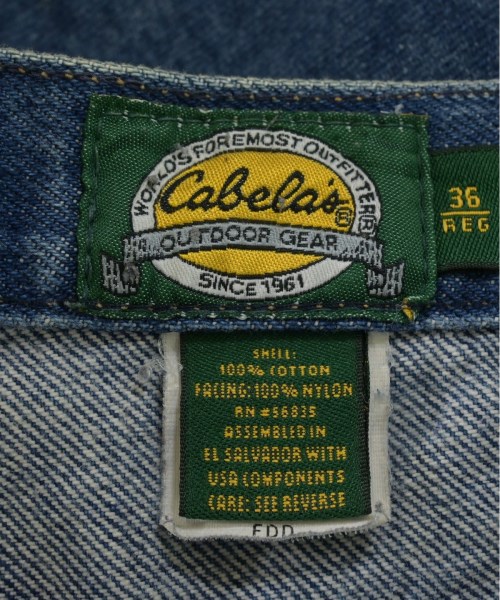 WORLD'S FOREMOST OUTFITTER®
Cabela's®
OUTDOOR GEAR
SINCE 1961
36
REG
SHELL:
100% COTTON
FACING: 100% NYLON
RN #56835
ASSEMBLED IN
EL SALVADOR WITH
USA COMPONENTS
CARE: SEE REVERSE